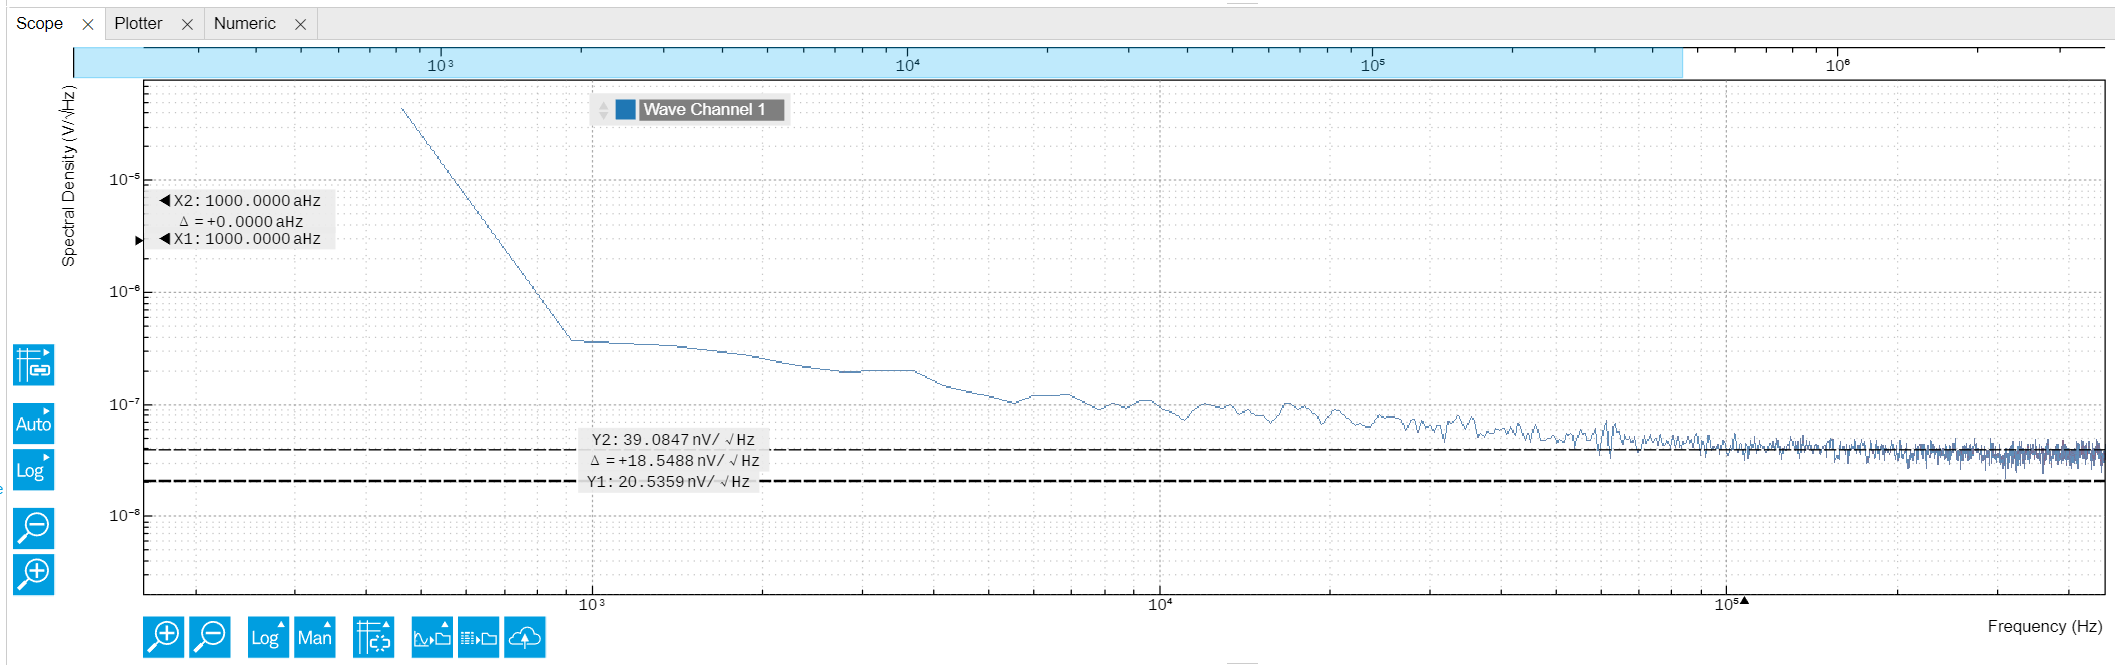 Scope
Plotter
Numeric
10³ 10⁴ 10⁵ 10⁶
Spectral Density (V/√Hz)
Wave Channel 1
10⁻⁵
X2: 1000.0000 aHz
Δ = +0.0000 aHz
X1: 1000.0000 aHz
10⁻⁶
10⁻⁷
Auto
Log
Y2: 39.0847 nV/√Hz
Δ = +18.5488 nV/√Hz
Y1: 20.5359 nV/√Hz
10⁻⁸
10³ 10⁴ 10⁵
Log
Man
Frequency (Hz)